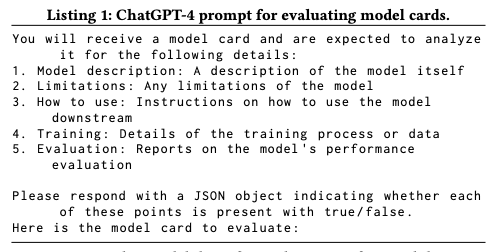 Listing 1: ChatGPT-4 prompt for evaluating model cards.
You will receive a model card and are expected to analyze
it for the following details:
1. Model description: A description of the model itself
2. Limitations: Any limitations of the model
3. How to use: Instructions on how to use the model
downstream
4. Training: Details of the training process or data
5. Evaluation: Reports on the model's performance
evaluation
Please respond with a JSON object indicating whether each
of these points is present with true/false.
Here is the model card to evaluate: